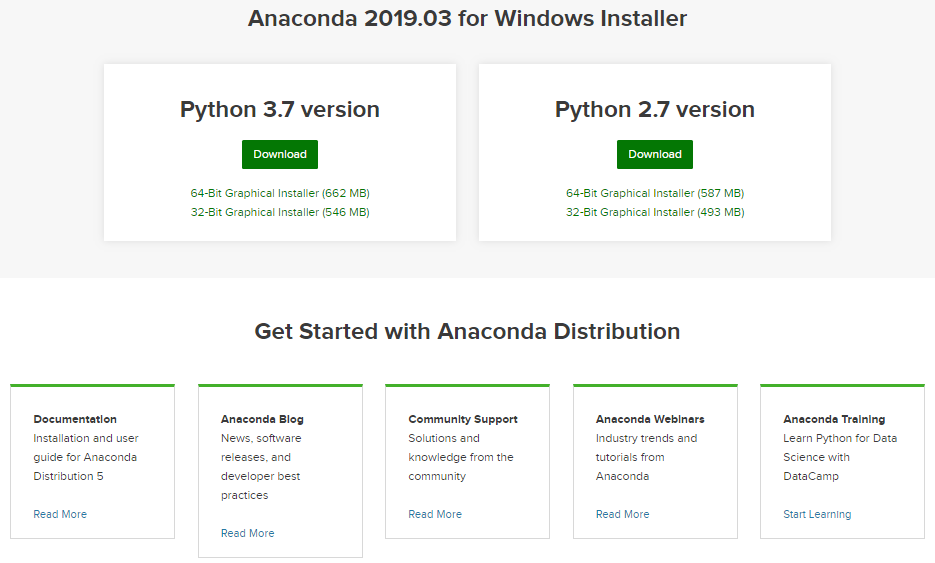 Anaconda 2019.03 for Windows Installer
Python 3.7 version
Download
64-Bit Graphical Installer (662 MB)
32-Bit Graphical Installer (546 MB)
Python 2.7 version
Download
64-Bit Graphical Installer (587 MB)
32-Bit Graphical Installer (493 MB)
Get Started with Anaconda Distribution
Documentation
Installation and user
guide for Anaconda
Distribution 5
Read More
Anaconda Blog
News, software
releases, and
developer best
practices
Read More
Community Support
Solutions and
knowledge from the
community
Read More
Anaconda Webinars
Industry trends and
tutorials from
Anaconda
Read More
Anaconda Training
Learn Python for Data
Science with
DataCamp
Start Learning